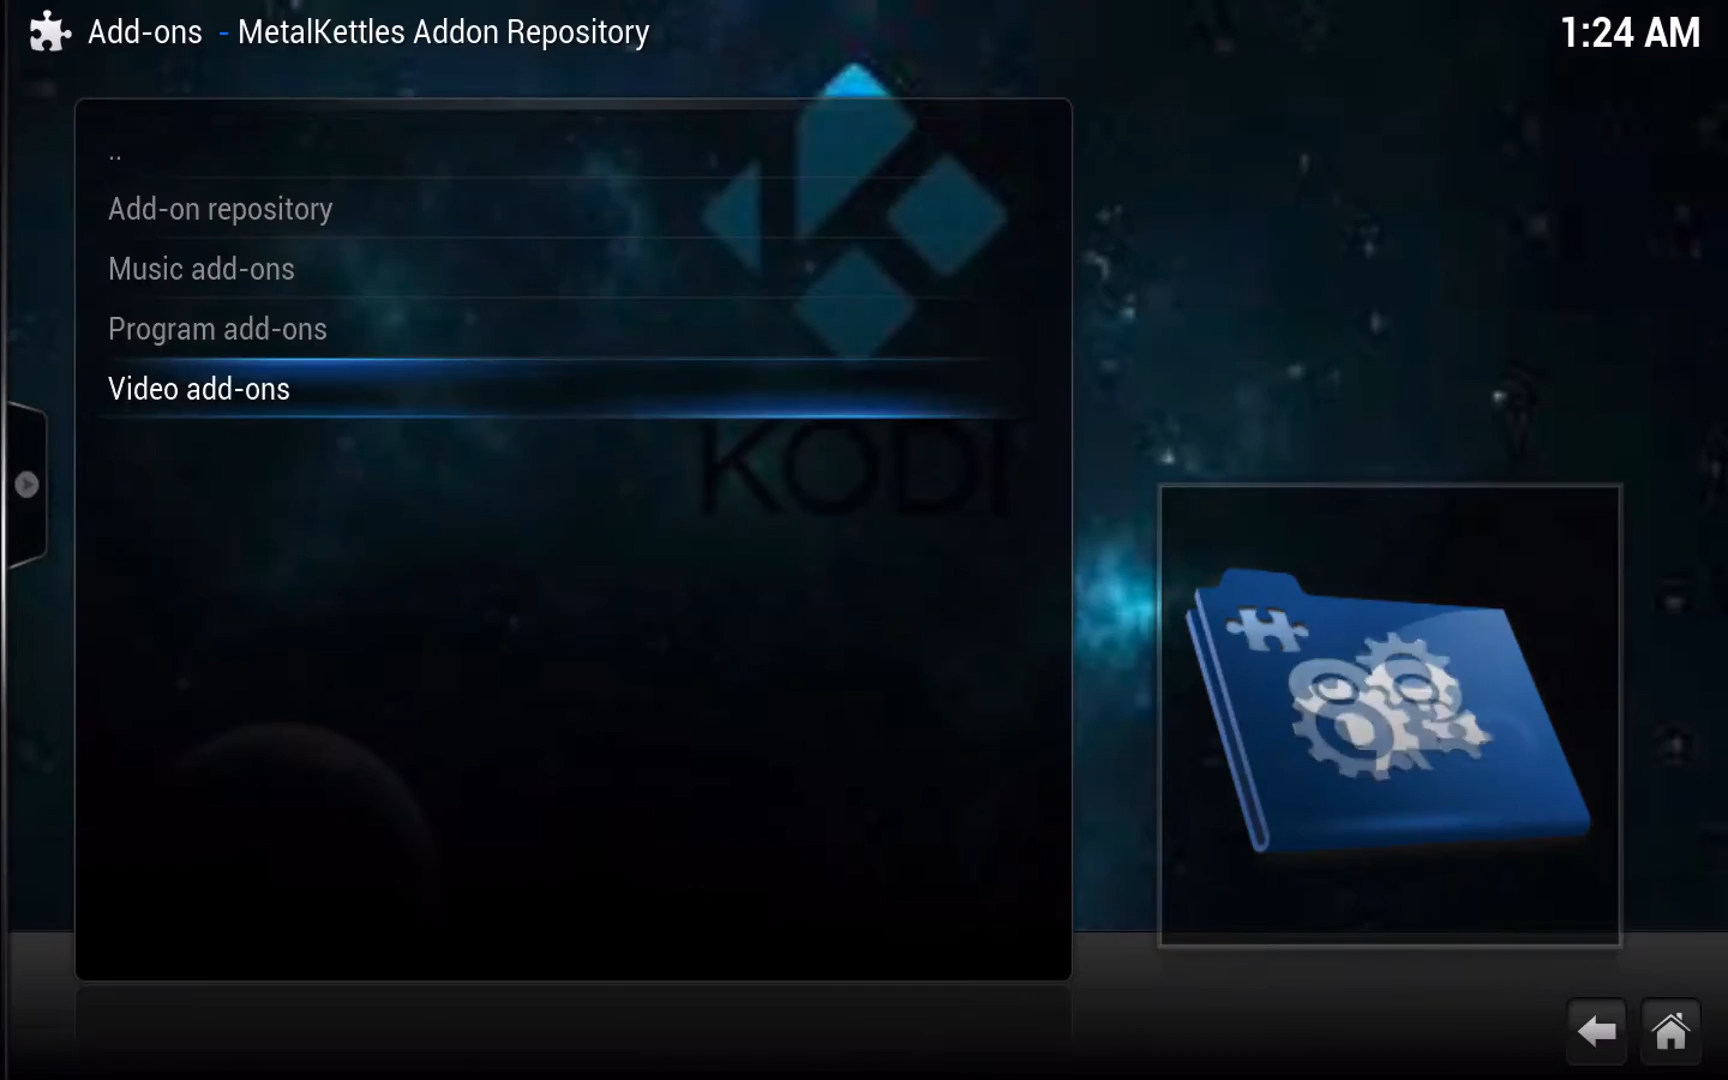 Add-ons - MetalKettles Addon Repository
1:24 AM
..
Add-on repository
Music add-ons
Program add-ons
Video add-ons
KODI